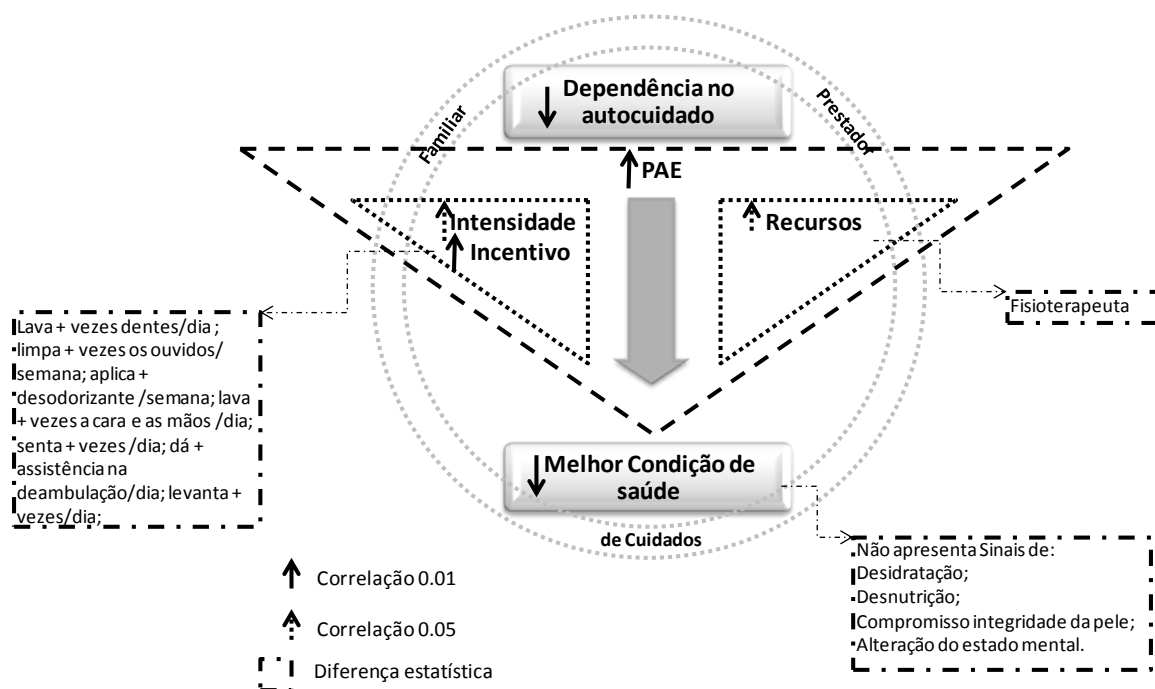 Dependência no
autocuidado
Familiar
Prestador
PAE
Intensidade
Incentivo
Recursos
Lava + vezes dentes/dia ;
limpa + vezes os ouvidos/
semana; aplica +
desodorizante /semana; lava
+ vezes a cara e as mãos /dia;
senta + vezes /dia; dá +
assistência na
deambulação/dia; levanta +
vezes/dia;
Fisioterapeuta
Melhor Condição de
saúde
de Cuidados
Não apresenta Sinais de:
Desidratação;
Desnutrição;
Compromisso integridade da pele;
Alteração do estado mental.
Correlação 0.01
Correlação 0.05
Diferença estatística